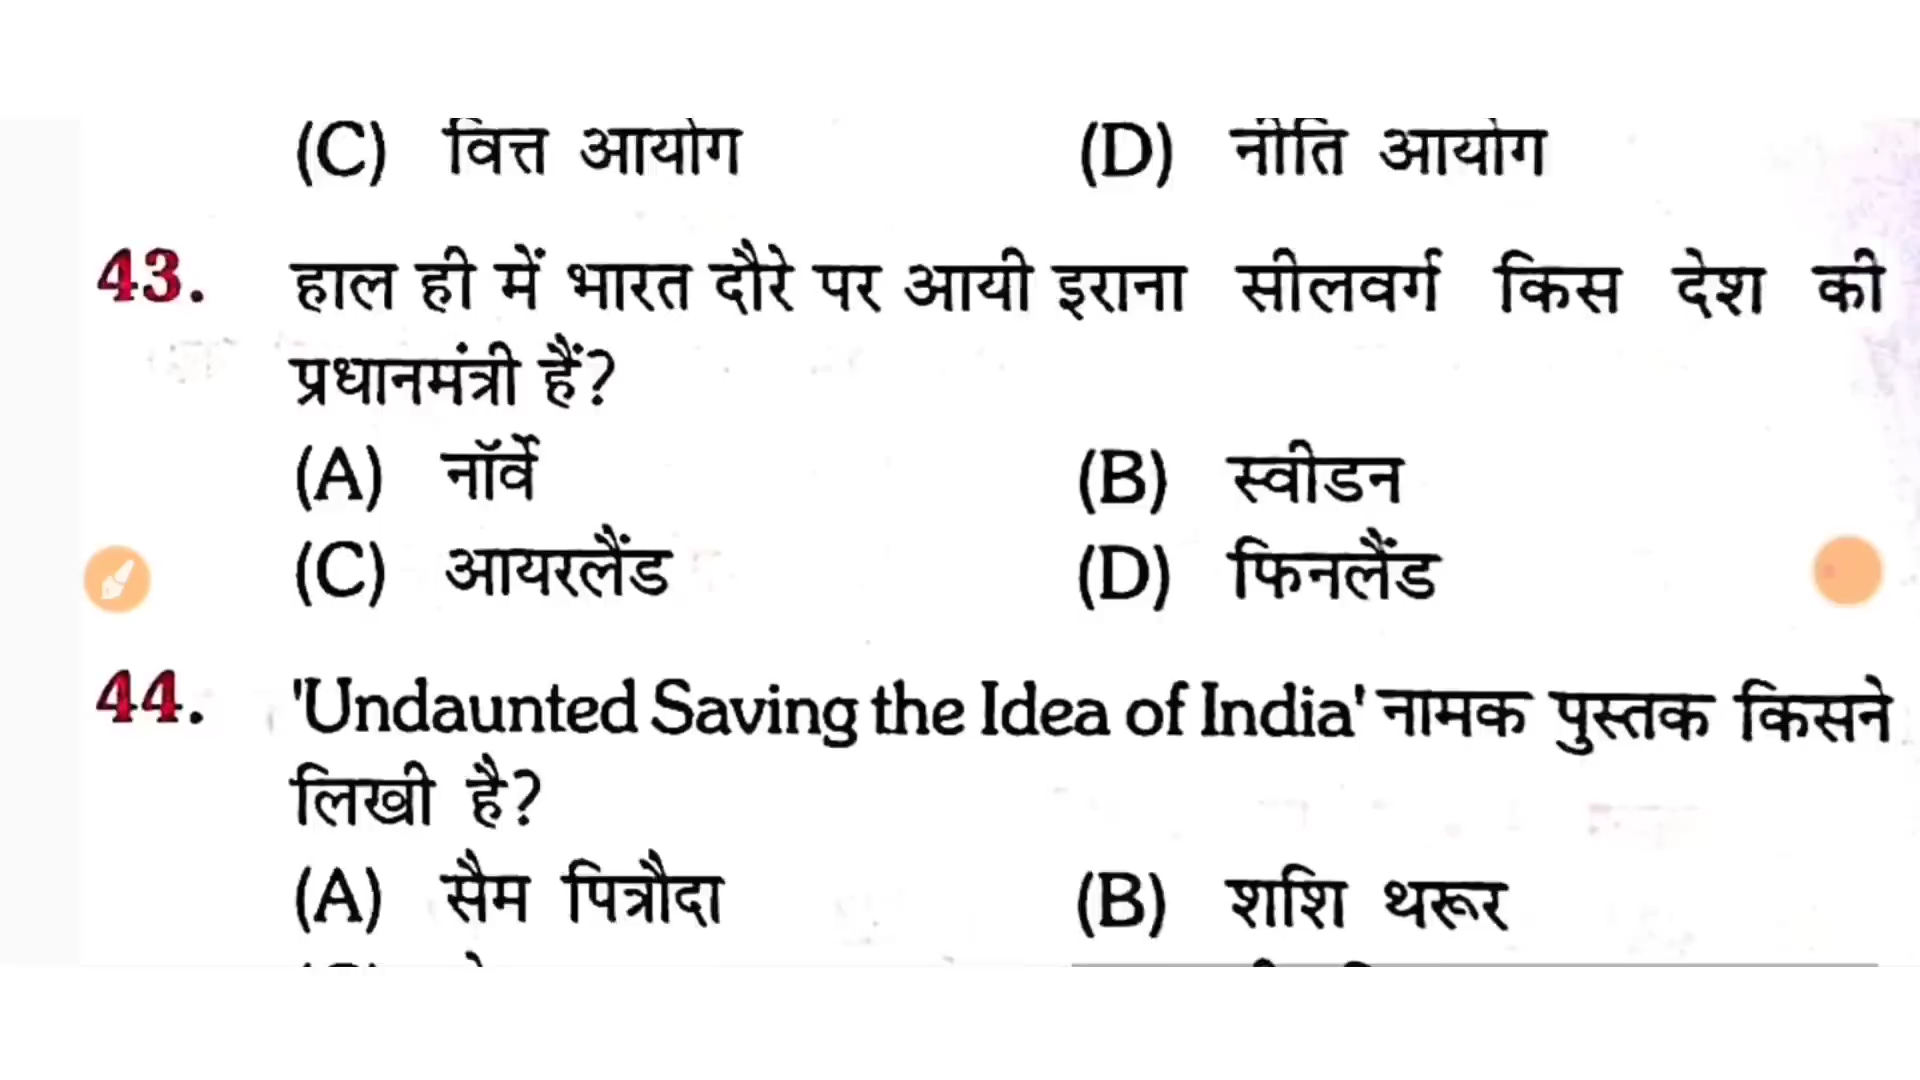 (C) वित्त आयोग (D) नीति आयोग
43. हाल ही में भारत दौरे पर आयी इराना सीलवर्ग किस देश की
प्रधानमंत्री हैं?
(A) नॉर्वे (B) स्वीडन
(C) आयरलैंड (D) फिनलैंड
44. 'Undaunted Saving the Idea of India' नामक पुस्तक किसने
लिखी है?
(A) सैम पित्रौदा (B) शशि थरूर